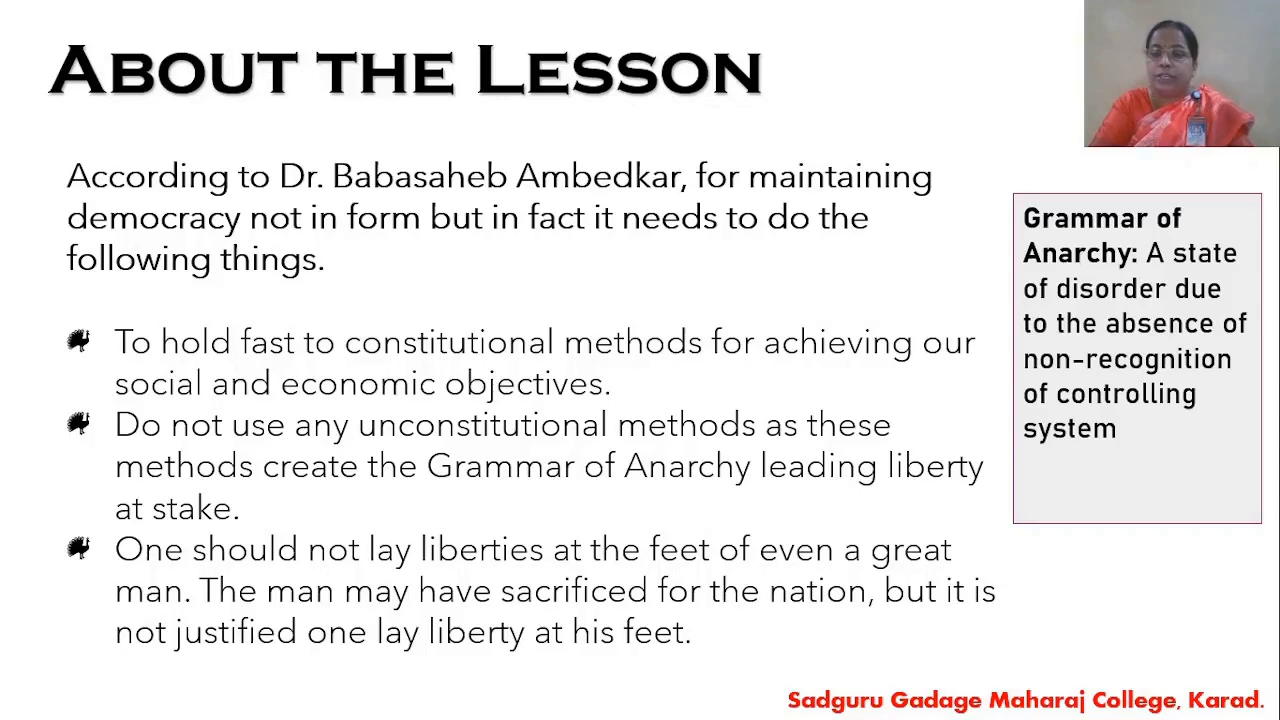 ABOUT THE LESSON
According to Dr. Babasaheb Ambedkar, for maintaining
democracy not in form but in fact it needs to do the
following things.
To hold fast to constitutional methods for achieving our
social and economic objectives.
Do not use any unconstitutional methods as these
methods create the Grammar of Anarchy leading liberty
at stake.
One should not lay liberties at the feet of even a great
man. The man may have sacrificed for the nation, but it is
not justified one lay liberty at his feet.
Grammar of
Anarchy: A state
of disorder due
to the absence of
non-recognition
of controlling
system
Sadguru Gadage Maharaj College, Karad.